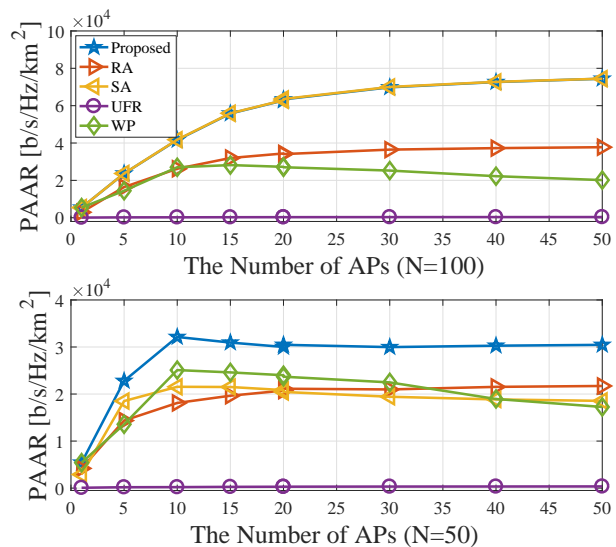 ×10^4
PAAR [b/s/Hz/km^2]
10
8
6
4
2
0
Proposed
RA
SA
UFR
WP
0 5 10 15 20 25 30 35 40 45 50
The Number of APs (N=100)
×10^4
PAAR [b/s/Hz/km^2]
4
3
2
1
0
0 5 10 15 20 25 30 35 40 45 50
The Number of APs (N=50)